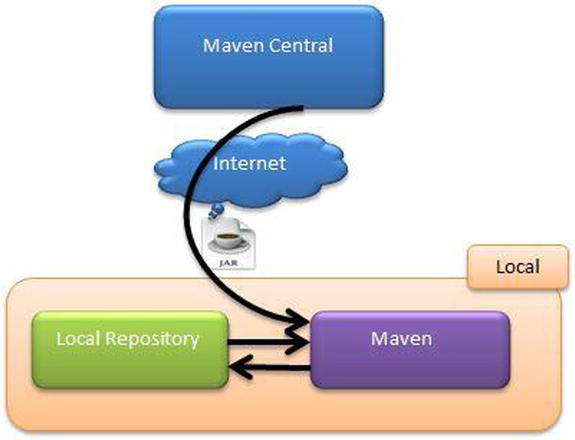 Maven Central
Internet
JAR
Local
Local Repository
Maven